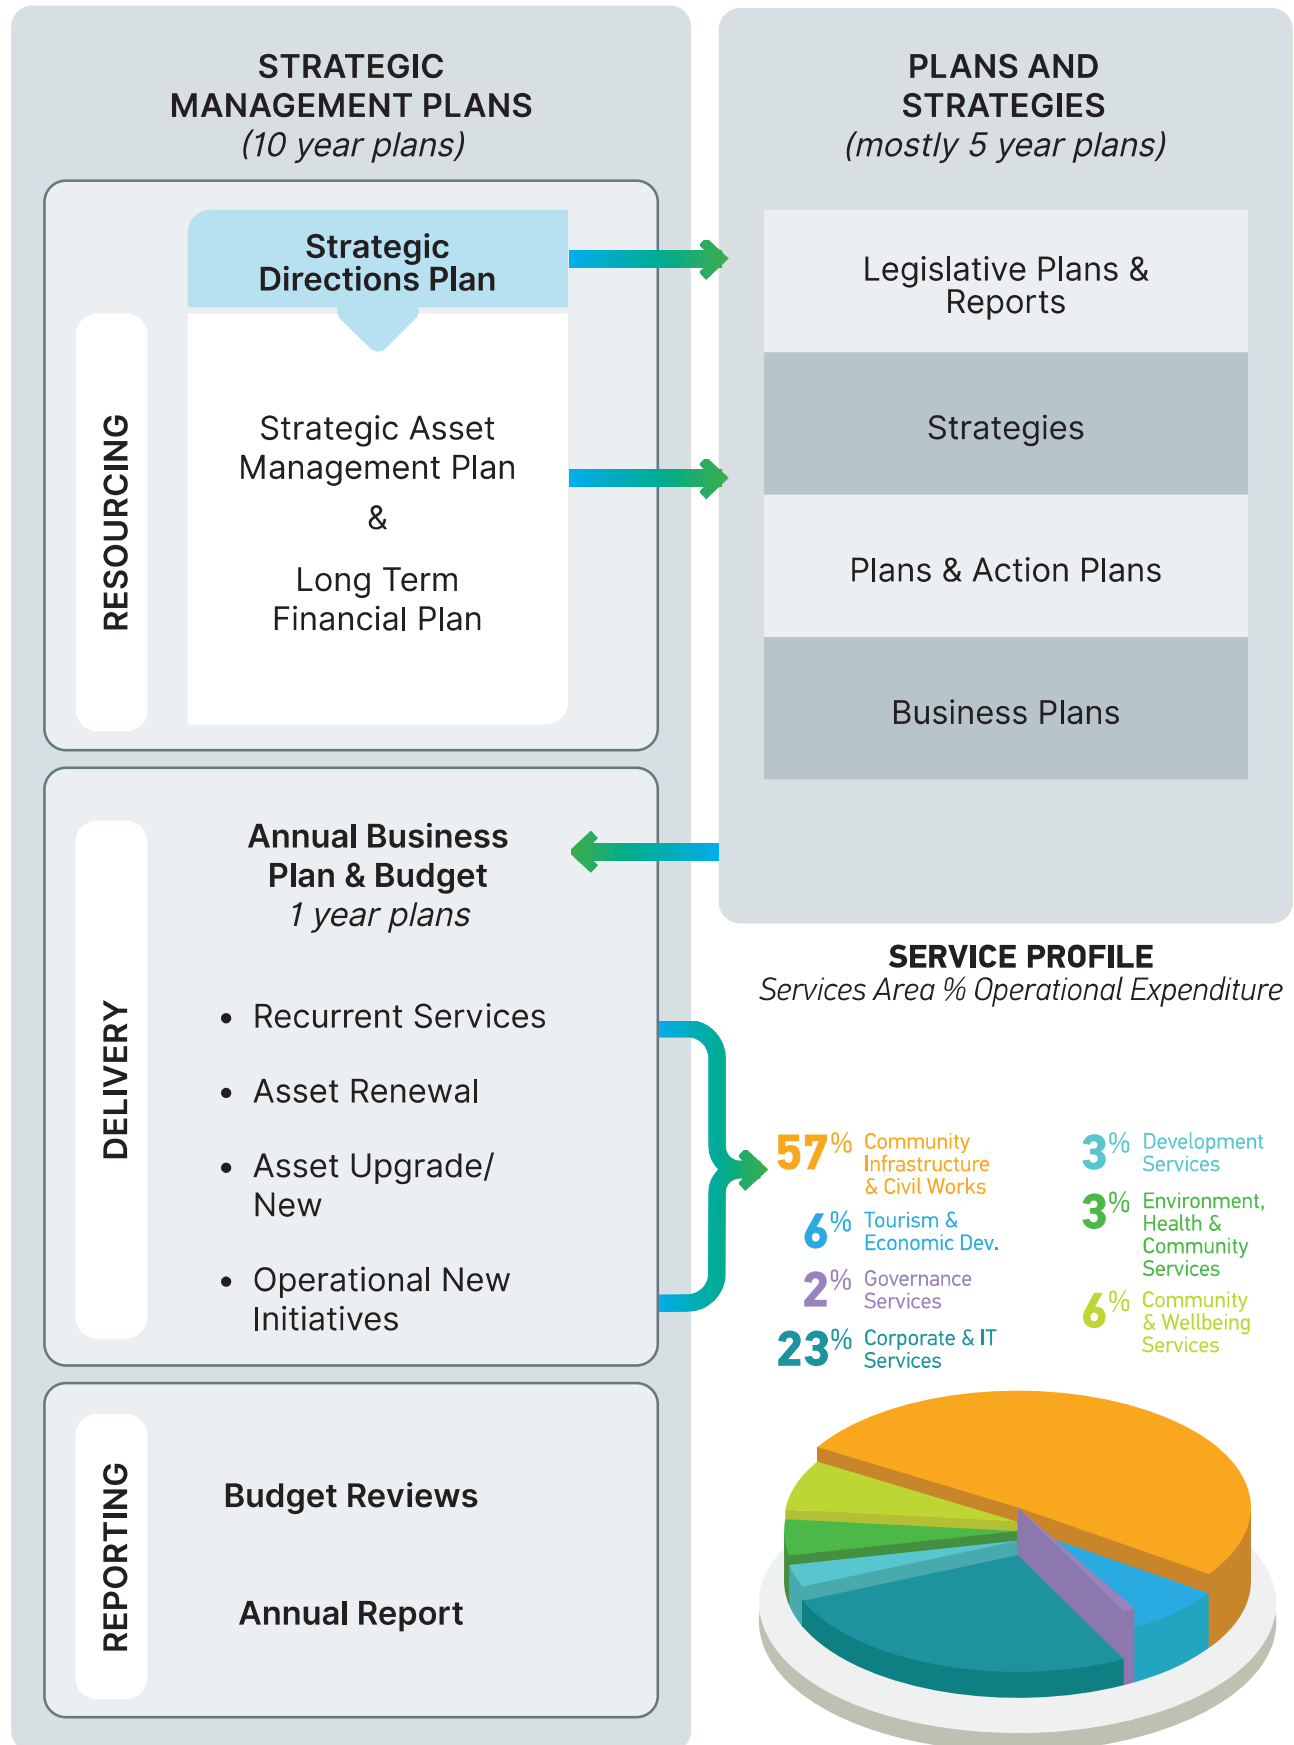 STRATEGIC
MANAGEMENT PLANS
(10 year plans)
RESOURCING
Strategic
Directions Plan
Strategic Asset
Management Plan
&
Long Term
Financial Plan
PLANS AND
STRATEGIES
(mostly 5 year plans)
Legislative Plans &
Reports
Strategies
Plans & Action Plans
Business Plans
DELIVERY
Annual Business
Plan & Budget
1 year plans
• Recurrent Services
• Asset Renewal
• Asset Upgrade/
New
• Operational New
Initiatives
SERVICE PROFILE
Services Area % Operational Expenditure
57% Community
Infrastructure
& Civil Works
6% Tourism &
Economic Dev.
2% Governance
Services
23% Corporate & IT
Services
3% Development
Services
3% Environment,
Health &
Community
Services
6% Community
& Wellbeing
Services
REPORTING
Budget Reviews
Annual Report